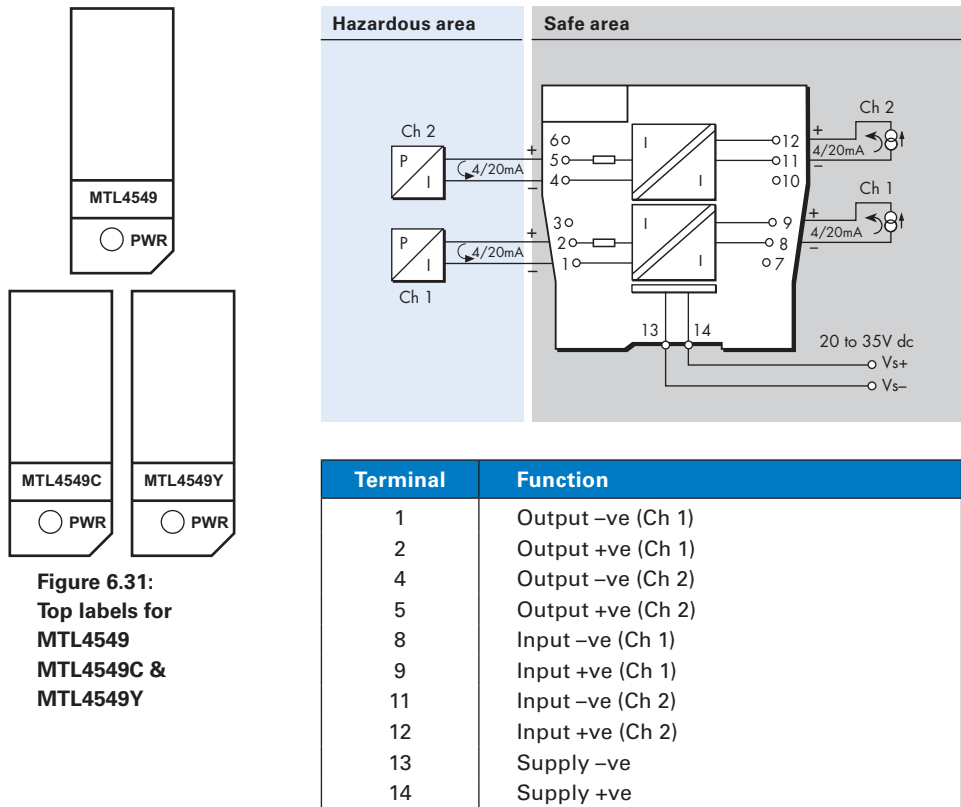 MTL4549
PWR
MTL4549C
PWR
MTL4549Y
PWR
Figure 6.31:
Top labels for
MTL4549
MTL4549C &
MTL4549Y
Hazardous area
Safe area
Ch 2
P
I
+
4/20mA
–
6
5
4
I
I
12
11
10
Ch 2
+
4/20mA
–
P
I
Ch 1
+
4/20mA
–
3
2
1
I
I
9
8
7
Ch 1
+
4/20mA
–
13
14
20 to 35V dc
Vs+
Vs–
Terminal Function
1 Output –ve (Ch 1)
2 Output +ve (Ch 1)
4 Output –ve (Ch 2)
5 Output +ve (Ch 2)
8 Input –ve (Ch 1)
9 Input +ve (Ch 1)
11 Input –ve (Ch 2)
12 Input +ve (Ch 2)
13 Supply –ve
14 Supply +ve